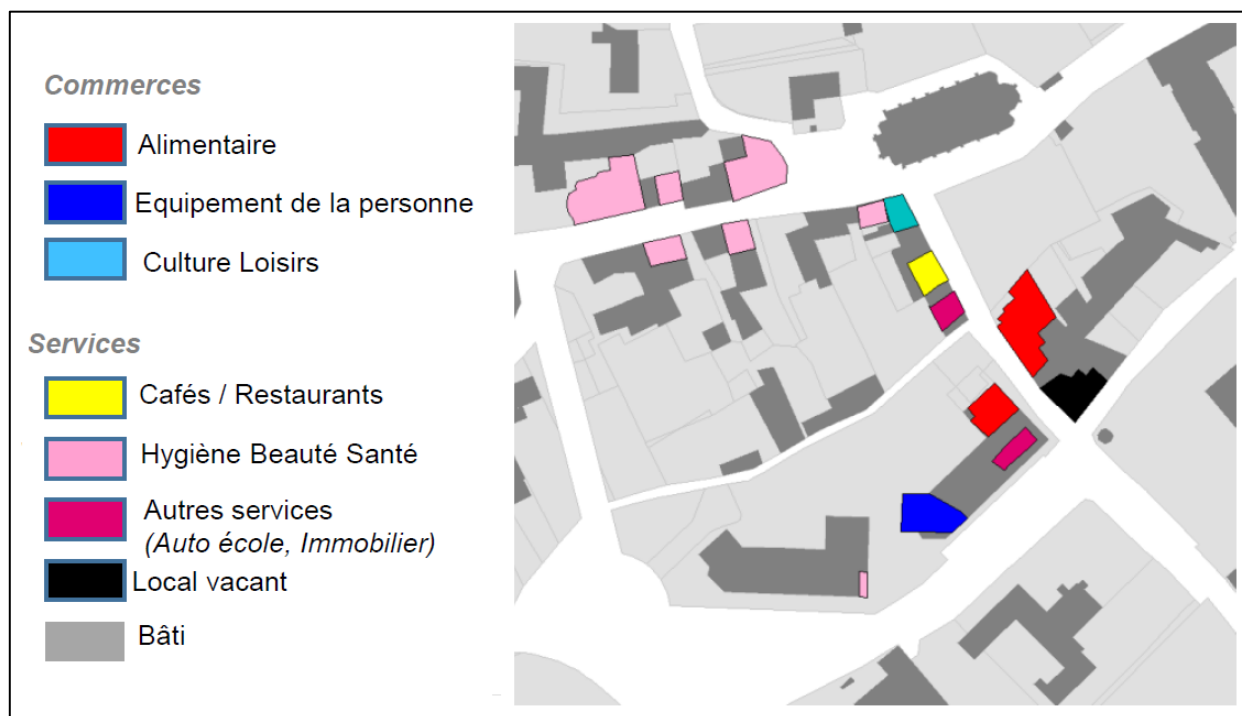 Commerces
Alimentaire
Equipement de la personne
Culture Loisirs
Services
Cafés / Restaurants
Hygiène Beauté Santé
Autres services
(Auto école, Immobilier)
Local vacant
Bâti